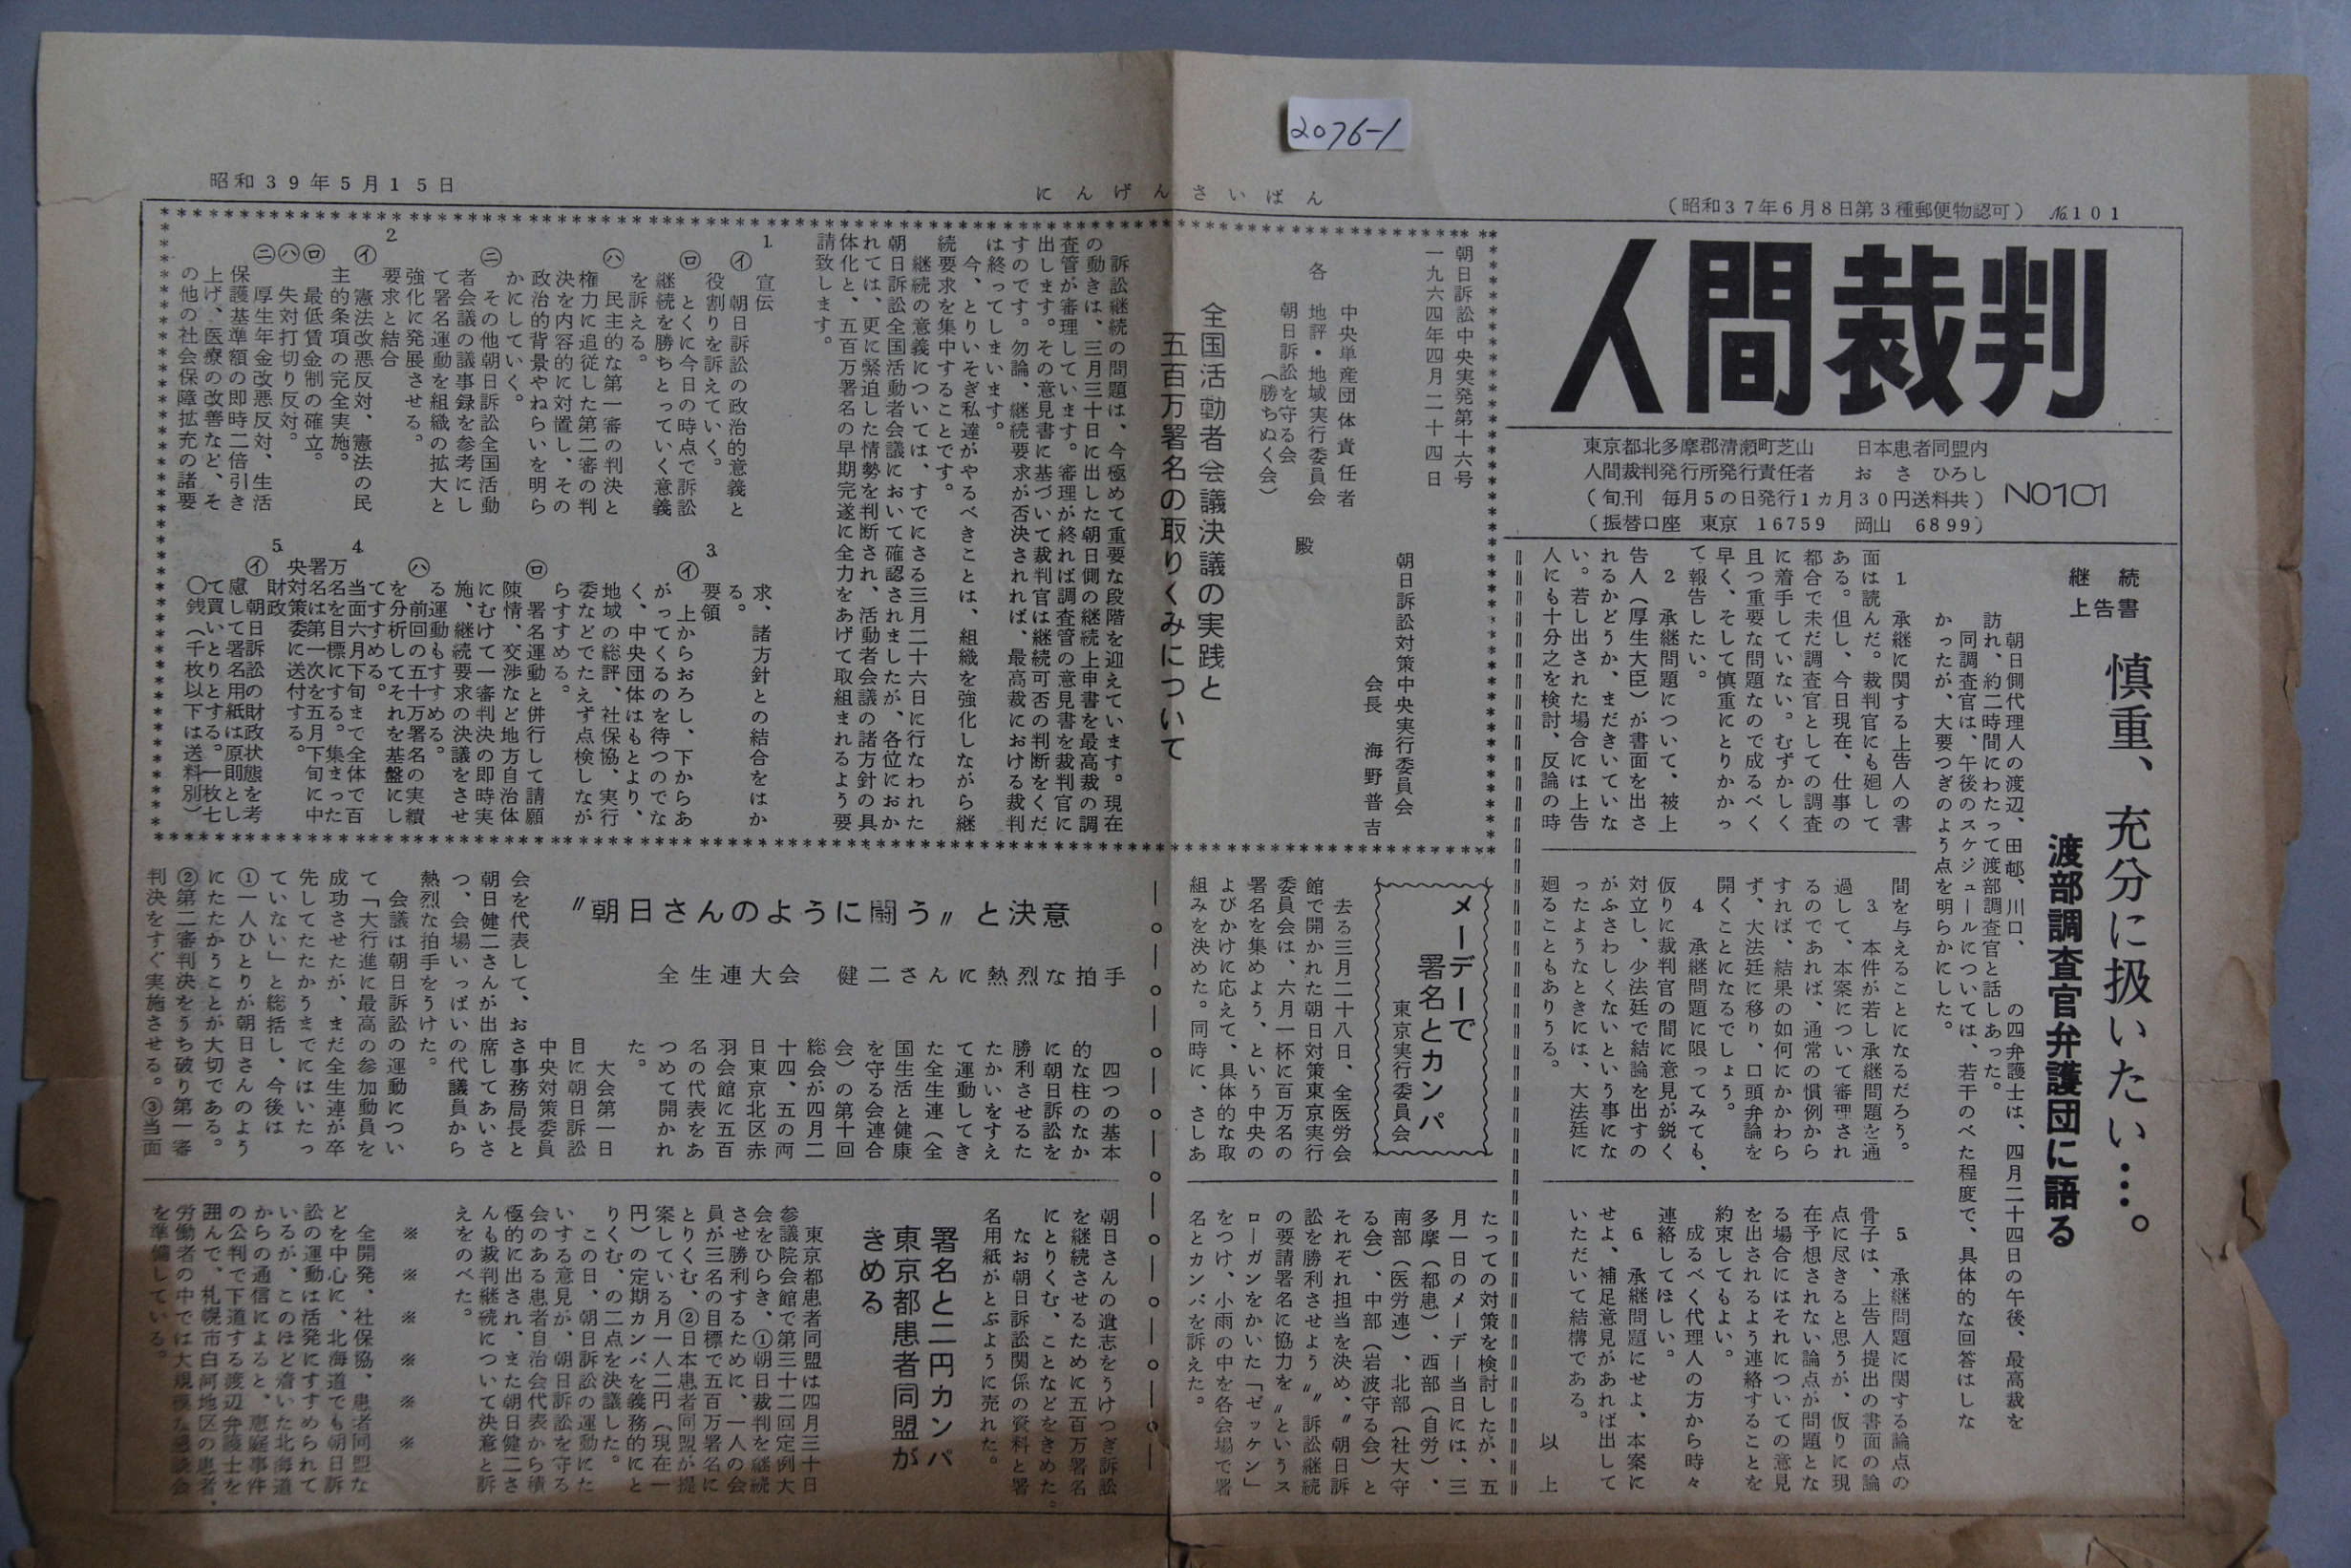 2076-1
昭和39年5月15日
にんげんさいばん
(昭和37年6月8日第3種郵便物認可) №101
人間裁判
東京都北多摩郡清瀬町芝山 日本患者同盟内
人間裁判発行所発行責任者 おさひろし
(旬刊 毎月5の日発行1カ月30円送料共)
(振替口座 東京 16759 岡山 6899)
NO101
継続
上告書
慎重、充分に扱いたい…。
渡部調査官弁護団に語る
朝日側代理人の渡辺、田邨、川口、 の四弁護士は、四月二十四日の午後、最高裁を
訪れ、約二時間にわたって渡部調査官と話しあった。
同調査官は、午後のスケジュールについては、若干のべた程度で、具体的な回答はしな
かったが、大要つぎのよう点を明らかにした。
1 承継に関する上告人の書
面は読んだ。裁判官にも廻して
ある。但し、今日現在、仕事の
都合で未だ調査官としての調査
に着手していない。むずかしく
且つ重要な問題なので成るべく
早く、そして慎重にとりかかっ
て報告したい。
2 承継問題について、被上
告人(厚生大臣)が書面を出さ
れるかどうか、まだきいていな
い。若し出された場合には上告
人にも十分之を検討、反論の時
間を与えることになるだろう。
3 本件が若し承継問題を通
過して、本案について審理され
るのであれば、通常の慣例から
すれば、結果の如何にかかわら
ず、大法廷に移り、口頭弁論を
開くことになるでしょう。
4 承継問題に限ってみても、
仮りに裁判官の間に意見が鋭く
対立し、少法廷で結論を出すの
がふさわしくないという事にな
ったようなときには、大法廷に
廻ることもありうる。
5 承継問題に関する論点の
骨子は、上告人提出の書面の論
点に尽きると思うが、仮りに現
在予想されない論点が問題とな
る場合にはそれについての意見
を出されるよう連絡することを
約束してもよい。
成るべく代理人の方から時々
連絡してほしい。
6 承継問題にせよ、本案に
せよ、補足意見があれば出して
いただいて結構である。
以上
朝日訴訟中央実発第十六号
一九六四年四月二十四日
朝日訴訟対策中央実行委員会
会長 海野普吉
中央単産団体責任者
各 地評・地域実行委員会 殿
朝日訴訟を守る会
(勝ちぬく会)
全国活動者会議決議の実践と
五百万署名の取りくみについて
訴訟継続の問題は、今極めて重要な段階を迎えています。現在
の動きは、三月三十日に出した朝日側の継続上申書を最高裁の調
査管が審理しています。審理が終れば調査管の意見書を裁判官に
出します。その意見書に基づいて裁判官は継続可否の判断をくだ
すのです。勿論、継続要求が否決されれば、最高裁における裁判
は終ってしまいます。
今、とりいそぎ私達がやるべきことは、組織を強化しながら継
続要求を集中することです。
継続の意義については、すでにさる三月二十六日に行なわれた
朝日訴訟全国活動者会議において確認されましたが、各位におか
れては、更に緊迫した情勢を判断され、活動者会議の諸方針の具
体化と、五百万署名の早期完遂に全力をあげて取組まれるよう要
請致します。
1. 宣伝
㋑ 朝日訴訟の政治的意義と
役割りを訴えていく。
㋺ とくに今日の時点で訴訟
継続を勝ちとっていく意義
を訴える。
㋩ 民主的な第一審の判決と
権力に追従した第二審の判
決を内容的に対置し、その
政治的背景やねらいを明ら
かにしていく。
㋥ その他朝日訴訟全国活動
者会議の議事録を参考にし
て署名運動を組織の拡大と
強化に発展させる。
2 要求と結合
㋑ 憲法改悪反対、憲法の民
主的条項の完全実施。
㋺ 最低賃金制の確立。
㋩ 失対打切り反対。
㋥ 厚生年金改悪反対、生活
保護基準額の即時二倍引き
上げ、医療の改善など、そ
の他の社会保障拡充の諸要
求、諸方針との結合をはか
る。
3. 要領
㋑ 上からおろし、下からあ
がってくるのを待つのでな
く、中央団体はもとより、
地域の総評、社保協、実行
委などでたえず点検しなが
らすすめる。
㋺ 署名運動と併行して請願
陳情、交渉など地方自治体
にむけて一審判決の即時実
施、継続要求の決議をさせ
る運動もすすめる。
㋩ 前回の五十万署名の実績
を分析してそれを基盤にし
てすすめる。
4. 当面六月下旬まで全体で百
万名を目標にする。集まった
署名は第一次を五月下旬に中
央対策委に送付する。
5. 財政
㋑ 朝日訴訟の財政状態を考
慮して署名用紙は原則とし
て買いとりとする。一枚七
〇銭(千枚以下は送料別)
メーデーで
署名とカンパ
東京実行委員会
去る三月二十八日、全医労会
館で開かれた朝日対策東京実行
委員会は、六月一杯に百万名の
署名を集めよう、という中央の
よびかけに応えて、具体的な取
組みを決めた。同時に、さしあ
たっての対策を検討したが、五
月一日のメーデー当日には、三
多摩(都患)、西部(自労)、
南部(医労連)、北部(社大守
る会)、中部(岩波守る会)と
それぞれ担当を決め、〝朝日訴
訟を勝利させよう〟〝訴訟継続
の要請署名に協力を〟というス
ローガンをかいた「ゼッケン」
をつけ、小雨の中を各会場で署
名とカンパを訴えた。
〝朝日さんのように闘う〟と決意
全生連大会 健二さんに熱烈な拍手
四つの基本
的な柱のなか
に朝日訴訟を
勝利させるた
たかいをすえ
て運動してき
た全生連(全
国生活と健康
を守る会連合
会)の第十回
総会が四月二
十四、五の両
日東京北区赤
羽会館に五百
名の代表をあ
つめて開かれ
た。
大会第一日
目に朝日訴訟
中央対策委員
会を代表して、おさ事務局長と
朝日健二さんが出席してあいさ
つ、会場いっぱいの代議員から
熱烈な拍手をうけた。
会議は朝日訴訟の運動につい
て「大行進に最高の参加動員を
成功させたが、まだ全生連が卒
先してたたかうまでにはいたっ
ていない」と総括し、今後は
①一人ひとりが朝日さんのよう
にたたかうことが大切である。
②第二審判決をうち破り第一審
判決をすぐ実施させる。③当面
朝日さんの遺志をうけつぎ訴訟
を継続させるために五百万署名
にとりくむ、ことなどをきめた。
なお朝日訴訟関係の資料と署
名用紙がとぶように売れた。
署名と二円カンパ
東京都患者同盟が
きめる
東京都患者同盟は四月三十日
参議院会館で第三十二回定例大
会をひらき、①朝日裁判を継続
させ勝利するために、一人の会
員が三名の目標で五百万署名に
とりくむ、②日本患者同盟が提
案している月一人二円(現在一
円)の定期カンパを義務的にと
りくむ、の二点を決議した。
この日、朝日訴訟の運動にた
いする意見が、朝日訴訟を守る
会のある患者自治会代表から積
極的に出され、また朝日健二さ
んも裁判継続について決意と訴
えをのべた。
※ ※ ※ ※ ※ ※
全開発、社保協、患者同盟な
どを中心に、北海道でも朝日訴
訟の運動は活発にすすめられて
いるが、このほど着いた北海道
からの通信によると、恵庭事件
の公判で下道する渡辺弁護士を
囲んで、札幌市白河地区の患者、
労働者の中では大規模な懇談会
を準備している。